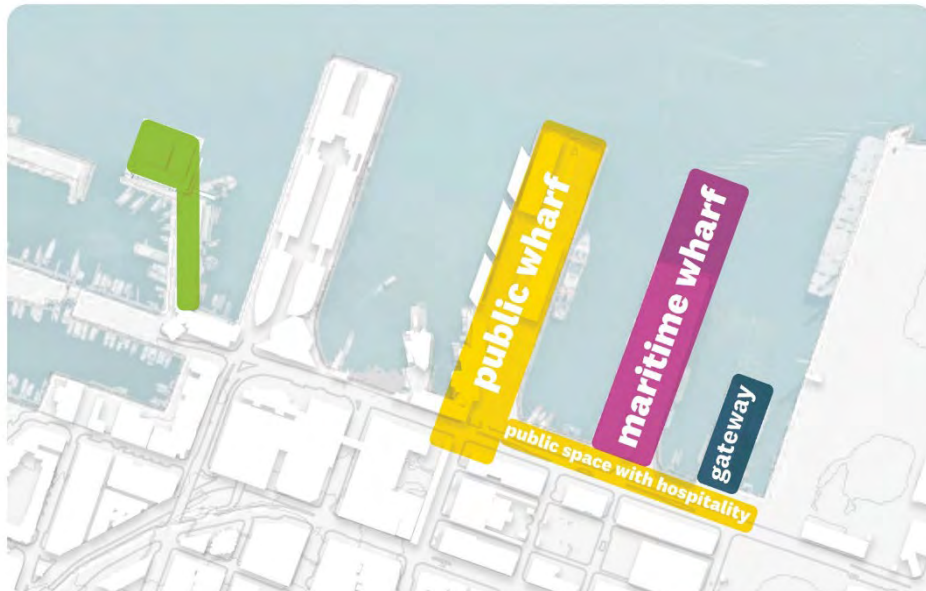 public wharf
maritime wharf
gateway
public space with hospitality